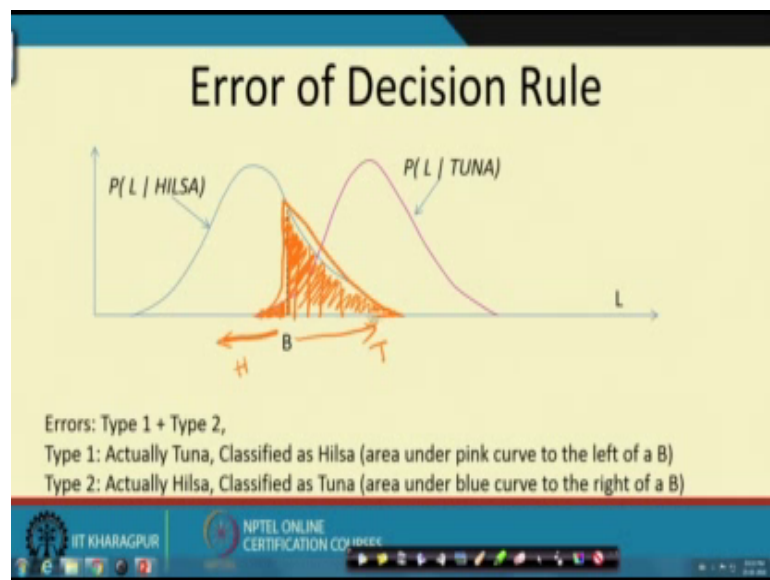 Error of Decision Rule
P( L | HILSA)
P( L | TUNA)
L
B
H
T
Errors: Type 1 + Type 2,
Type 1: Actually Tuna, Classified as Hilsa (area under pink curve to the left of a B)
Type 2: Actually Hilsa, Classified as Tuna (area under blue curve to the right of a B)
IIT KHARAGPUR
NPTEL ONLINE
CERTIFICATION COURSES